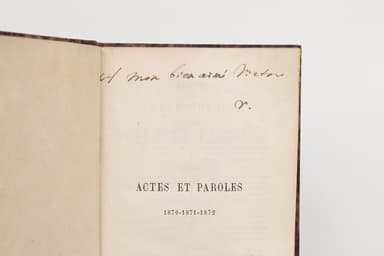 à mon bien aimé Victor
V.
ACTES ET PAROLES
1870-1871-1872